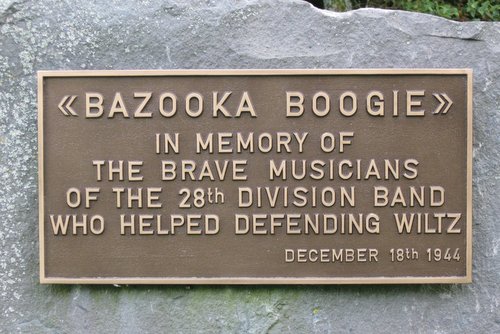 «BAZOOKA BOOGIE»
IN MEMORY OF
THE BRAVE MUSICIANS
OF THE 28th DIVISION BAND
WHO HELPED DEFENDING WILTZ
DECEMBER 18th 1944